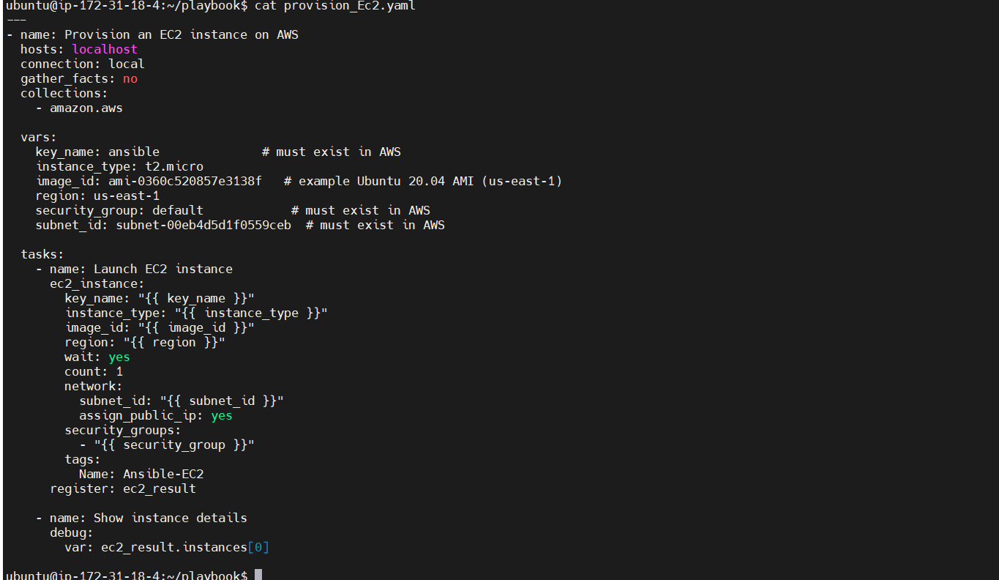 ubuntu@ip-172-31-18-4:~/playbook$ cat provision_Ec2.yaml
---
- name: Provision an EC2 instance on AWS
  hosts: localhost
  connection: local
  gather_facts: no
  collections:
    - amazon.aws

  vars:
    key_name: ansible              # must exist in AWS
    instance_type: t2.micro
    image_id: ami-0360c520857e3138f   # example Ubuntu 20.04 AMI (us-east-1)
    region: us-east-1
    security_group: default            # must exist in AWS
    subnet_id: subnet-00eb4d5d1f0559ceb  # must exist in AWS

  tasks:
    - name: Launch EC2 instance
      ec2_instance:
        key_name: "{{ key_name }}"
        instance_type: "{{ instance_type }}"
        image_id: "{{ image_id }}"
        region: "{{ region }}"
        wait: yes
        count: 1
        network:
          subnet_id: "{{ subnet_id }}"
          assign_public_ip: yes
        security_groups:
          - "{{ security_group }}"
        tags:
          Name: Ansible-EC2
      register: ec2_result

    - name: Show instance details
      debug:
        var: ec2_result.instances[0]

ubuntu@ip-172-31-18-4:~/playbook$